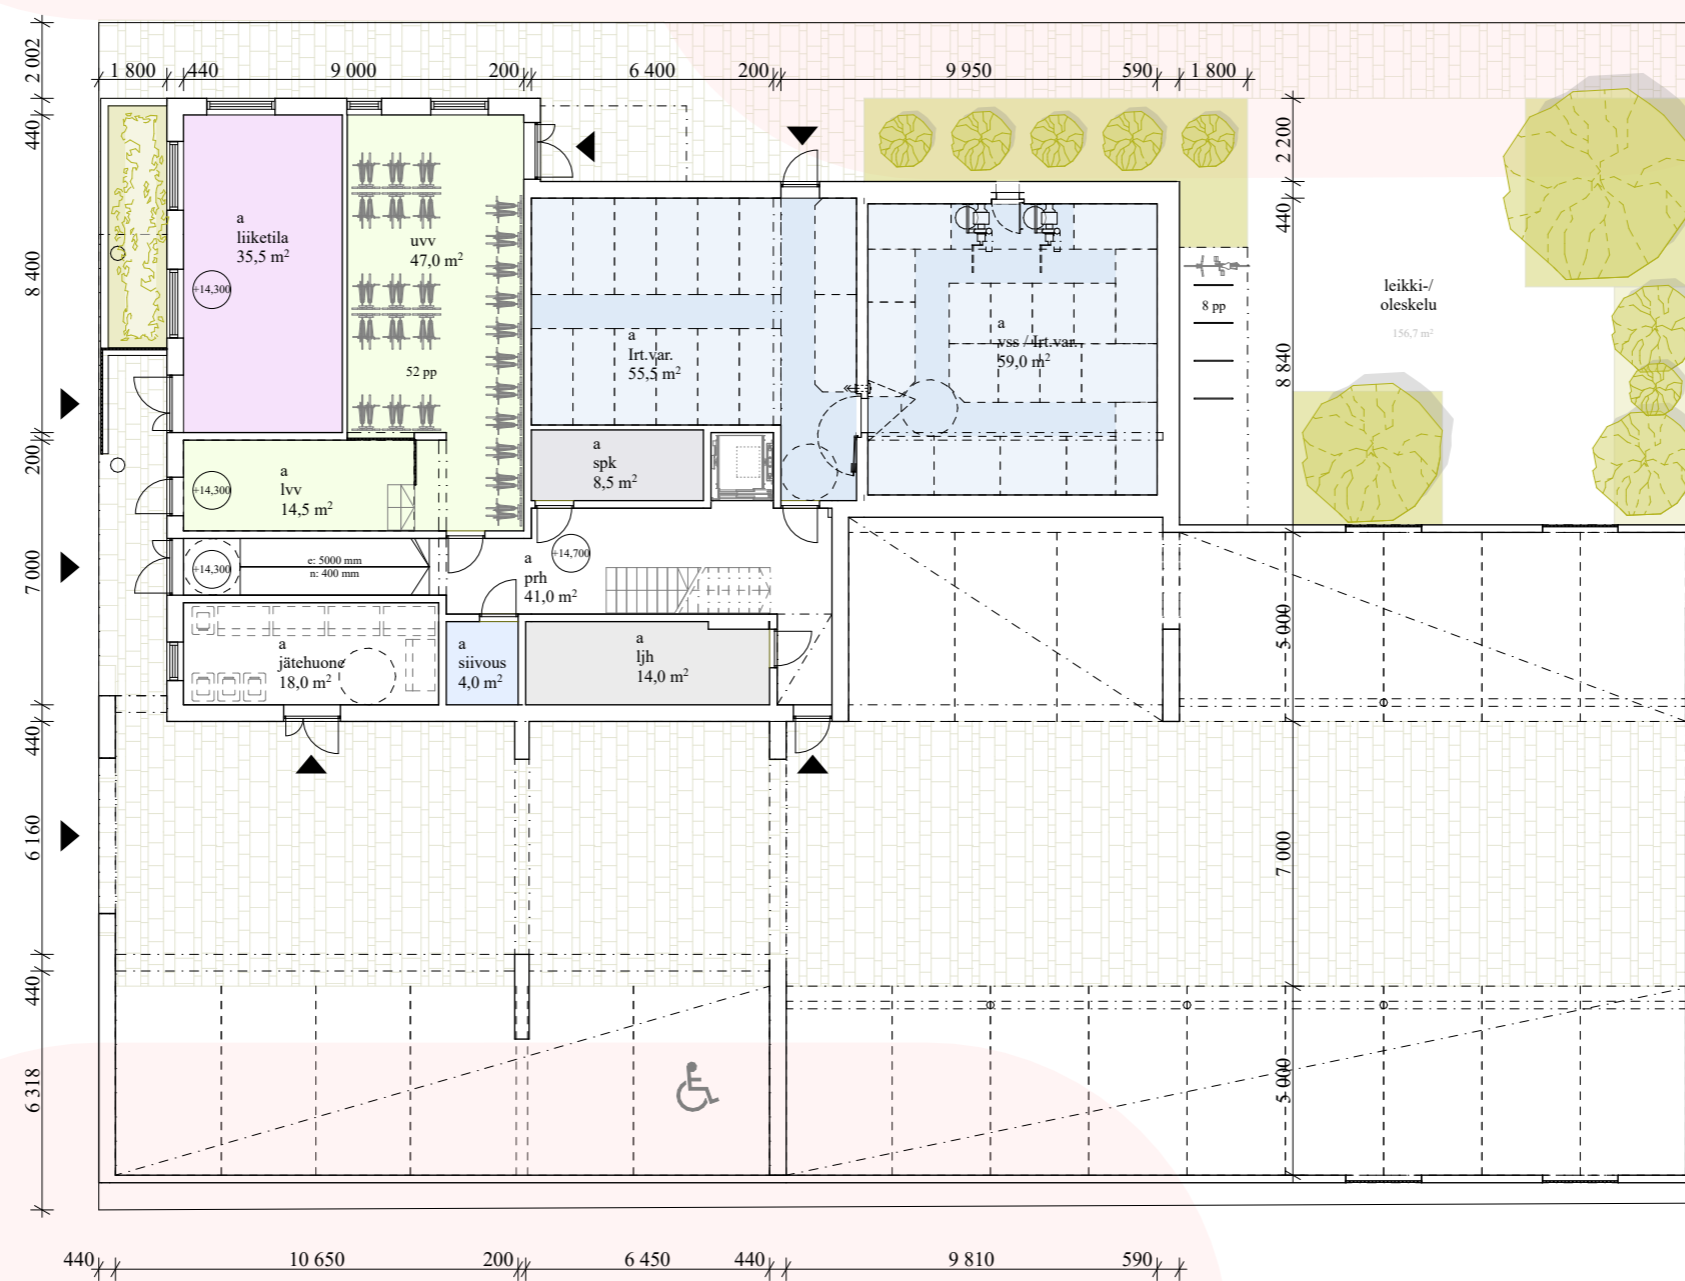 1 800 440 9 000 200 6 400 200 9 950 590 1 800
2 002
440
8 400
200
7 000
440
6 160
440
6 318
2 200
440
8 840
5 000
7 000
5 000
a
liiketila
35,5 m²
+14,300
uvv
47,0 m²
52 pp
a
Irt.var.
55,5 m²
a
vss / Irt.var.
59,0 m²
8 pp
leikki-/
oleskelu
156,7 m²
a
lvv
14,5 m²
+14,300
a
spk
8,5 m²
+14,300
e: 5000 mm
n: 400 mm
+14,700
a
prh
41,0 m²
a
jätehuone
18,0 m²
a
siivous
4,0 m²
a
ljh
14,0 m²
440 10 650 200 6 450 440 9 810 590